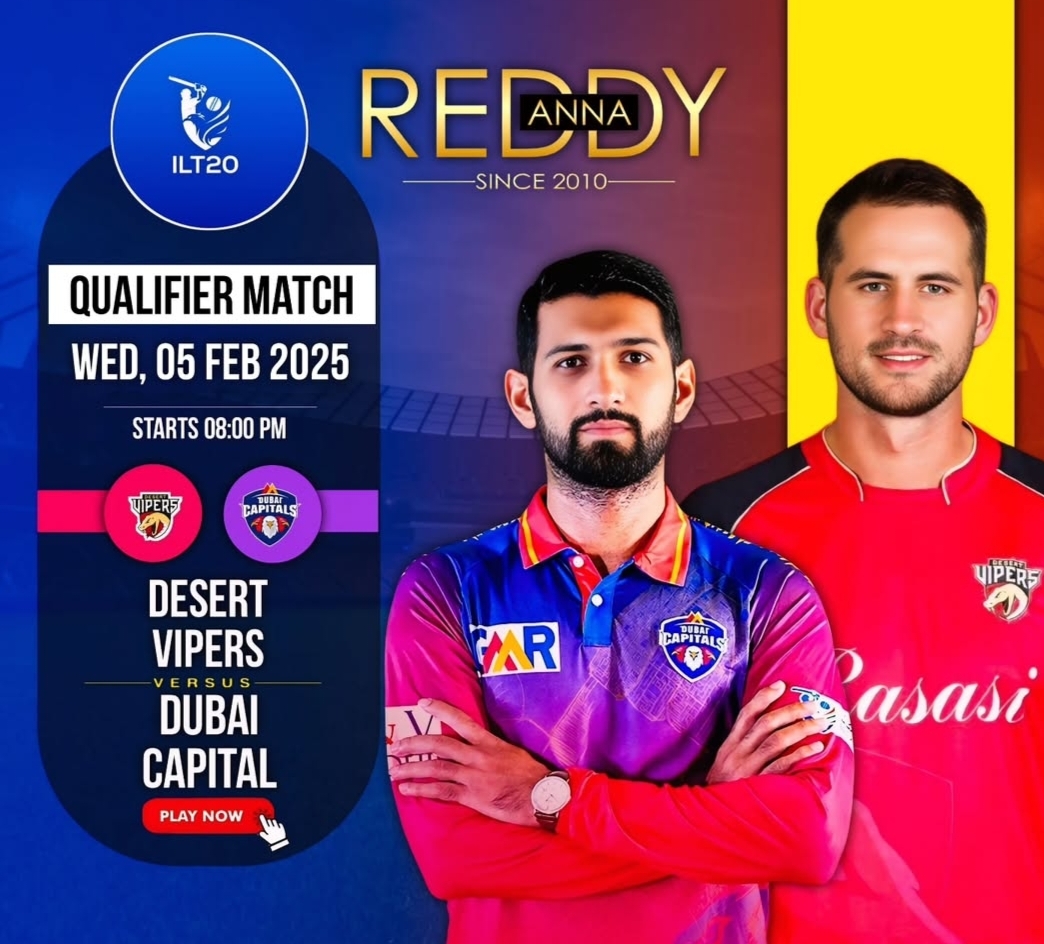 ILT20
REDDY
ANNA
SINCE 2010
QUALIFIER MATCH
WED, 05 FEB 2025
STARTS 08:00 PM
DESERT
VIPERS
DUBAI
CAPITALS
DESERT
VIPERS
VERSUS
DUBAI
CAPITAL
PLAY NOW
GMR
DUBAI
CAPITALS
DESERT
VIPERS
Rasasi